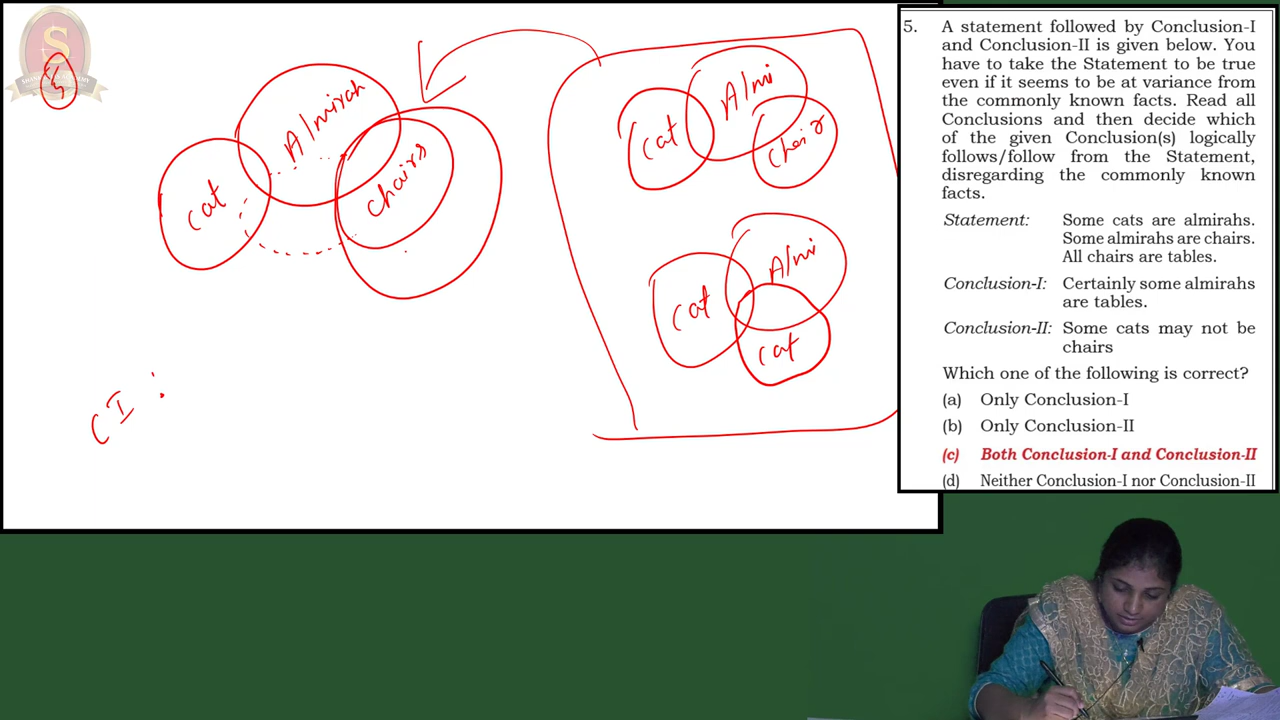 5
cat
Almirah
chairs
cat
Almi
chair
cat
Almi
cat
CI :
5. A statement followed by Conclusion-I
and Conclusion-II is given below. You
have to take the Statement to be true
even if it seems to be at variance from
the commonly known facts. Read all
Conclusions and then decide which
of the given Conclusion(s) logically
follows/follow from the Statement,
disregarding the commonly known
facts.
Statement: Some cats are almirahs.
Some almirahs are chairs.
All chairs are tables.
Conclusion-I: Certainly some almirahs
are tables.
Conclusion-II: Some cats may not be
chairs
Which one of the following is correct?
(a) Only Conclusion-I
(b) Only Conclusion-II
(c) Both Conclusion-I and Conclusion-II
(d) Neither Conclusion-I nor Conclusion-II